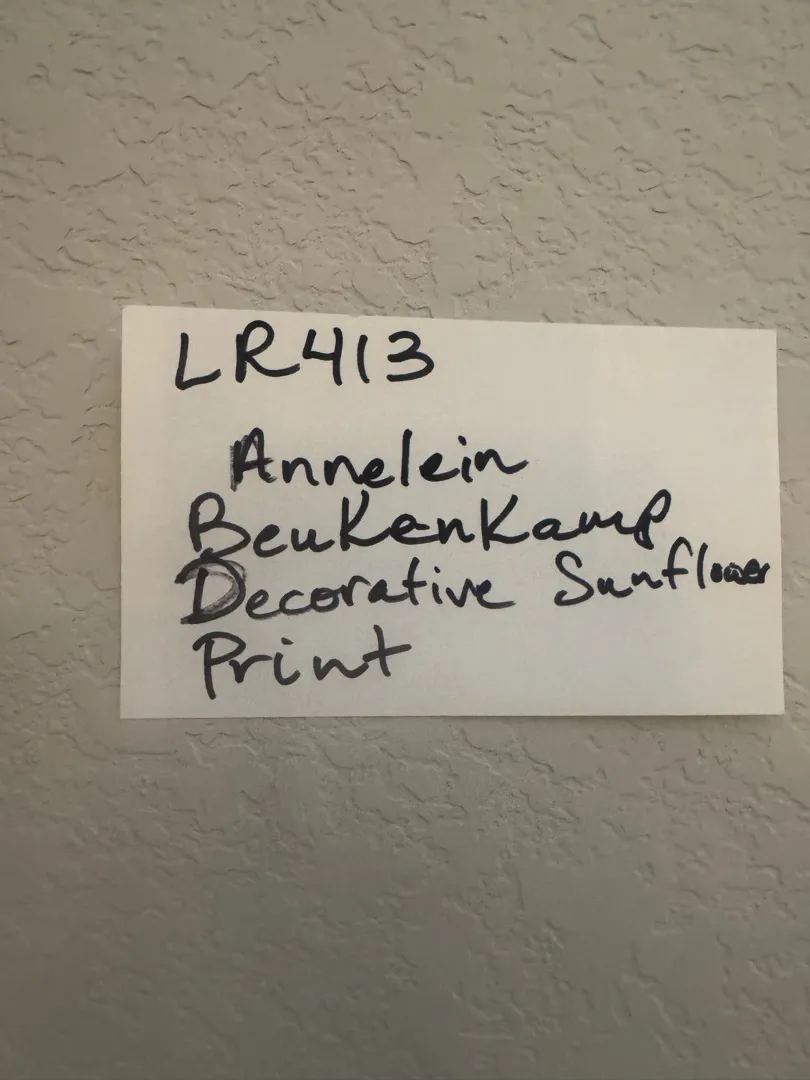 LR413
Annelein
Beukenkamp
Decorative Sunflower
Print